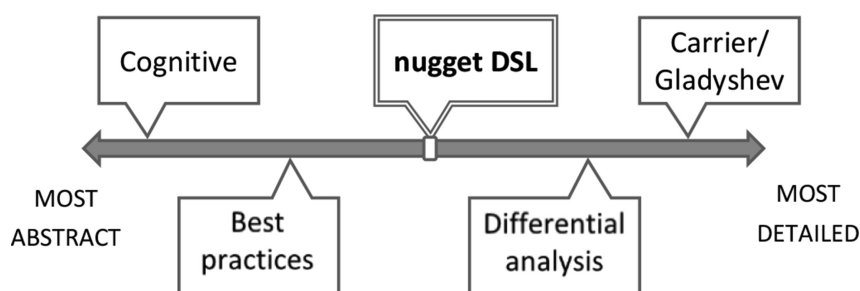 Cognitive
nugget DSL
Carrier/
Gladyshev
MOST
ABSTRACT
Best
practices
Differential
analysis
MOST
DETAILED